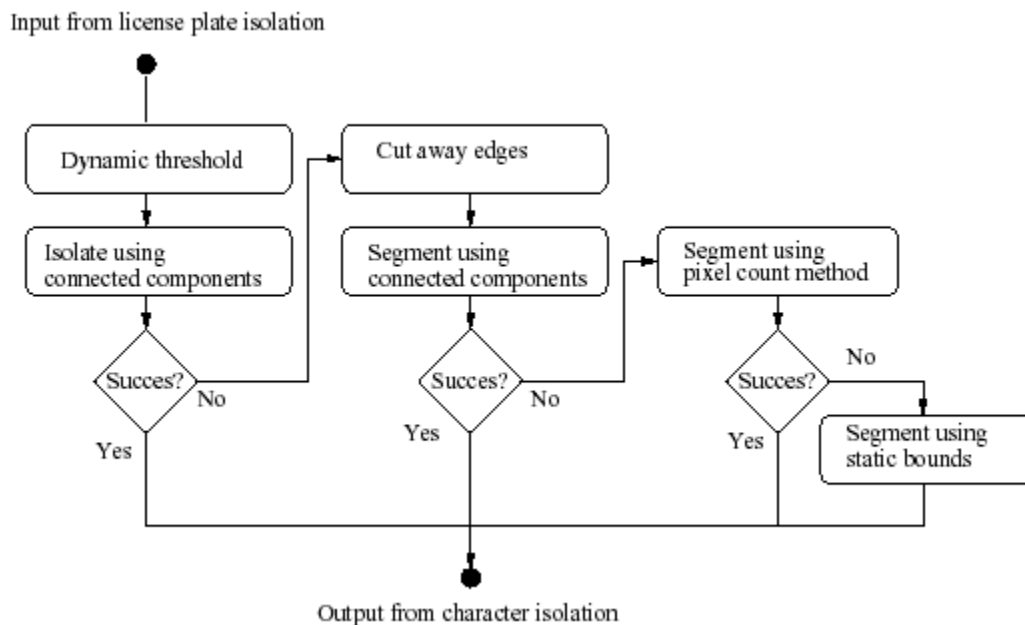 Input from license plate isolation
Dynamic threshold
Cut away edges
Isolate using
connected components
Segment using
connected components
Segment using
pixel count method
Succes?
No
Yes
Succes?
No
Yes
Succes?
No
Yes
Segment using
static bounds
Output from character isolation